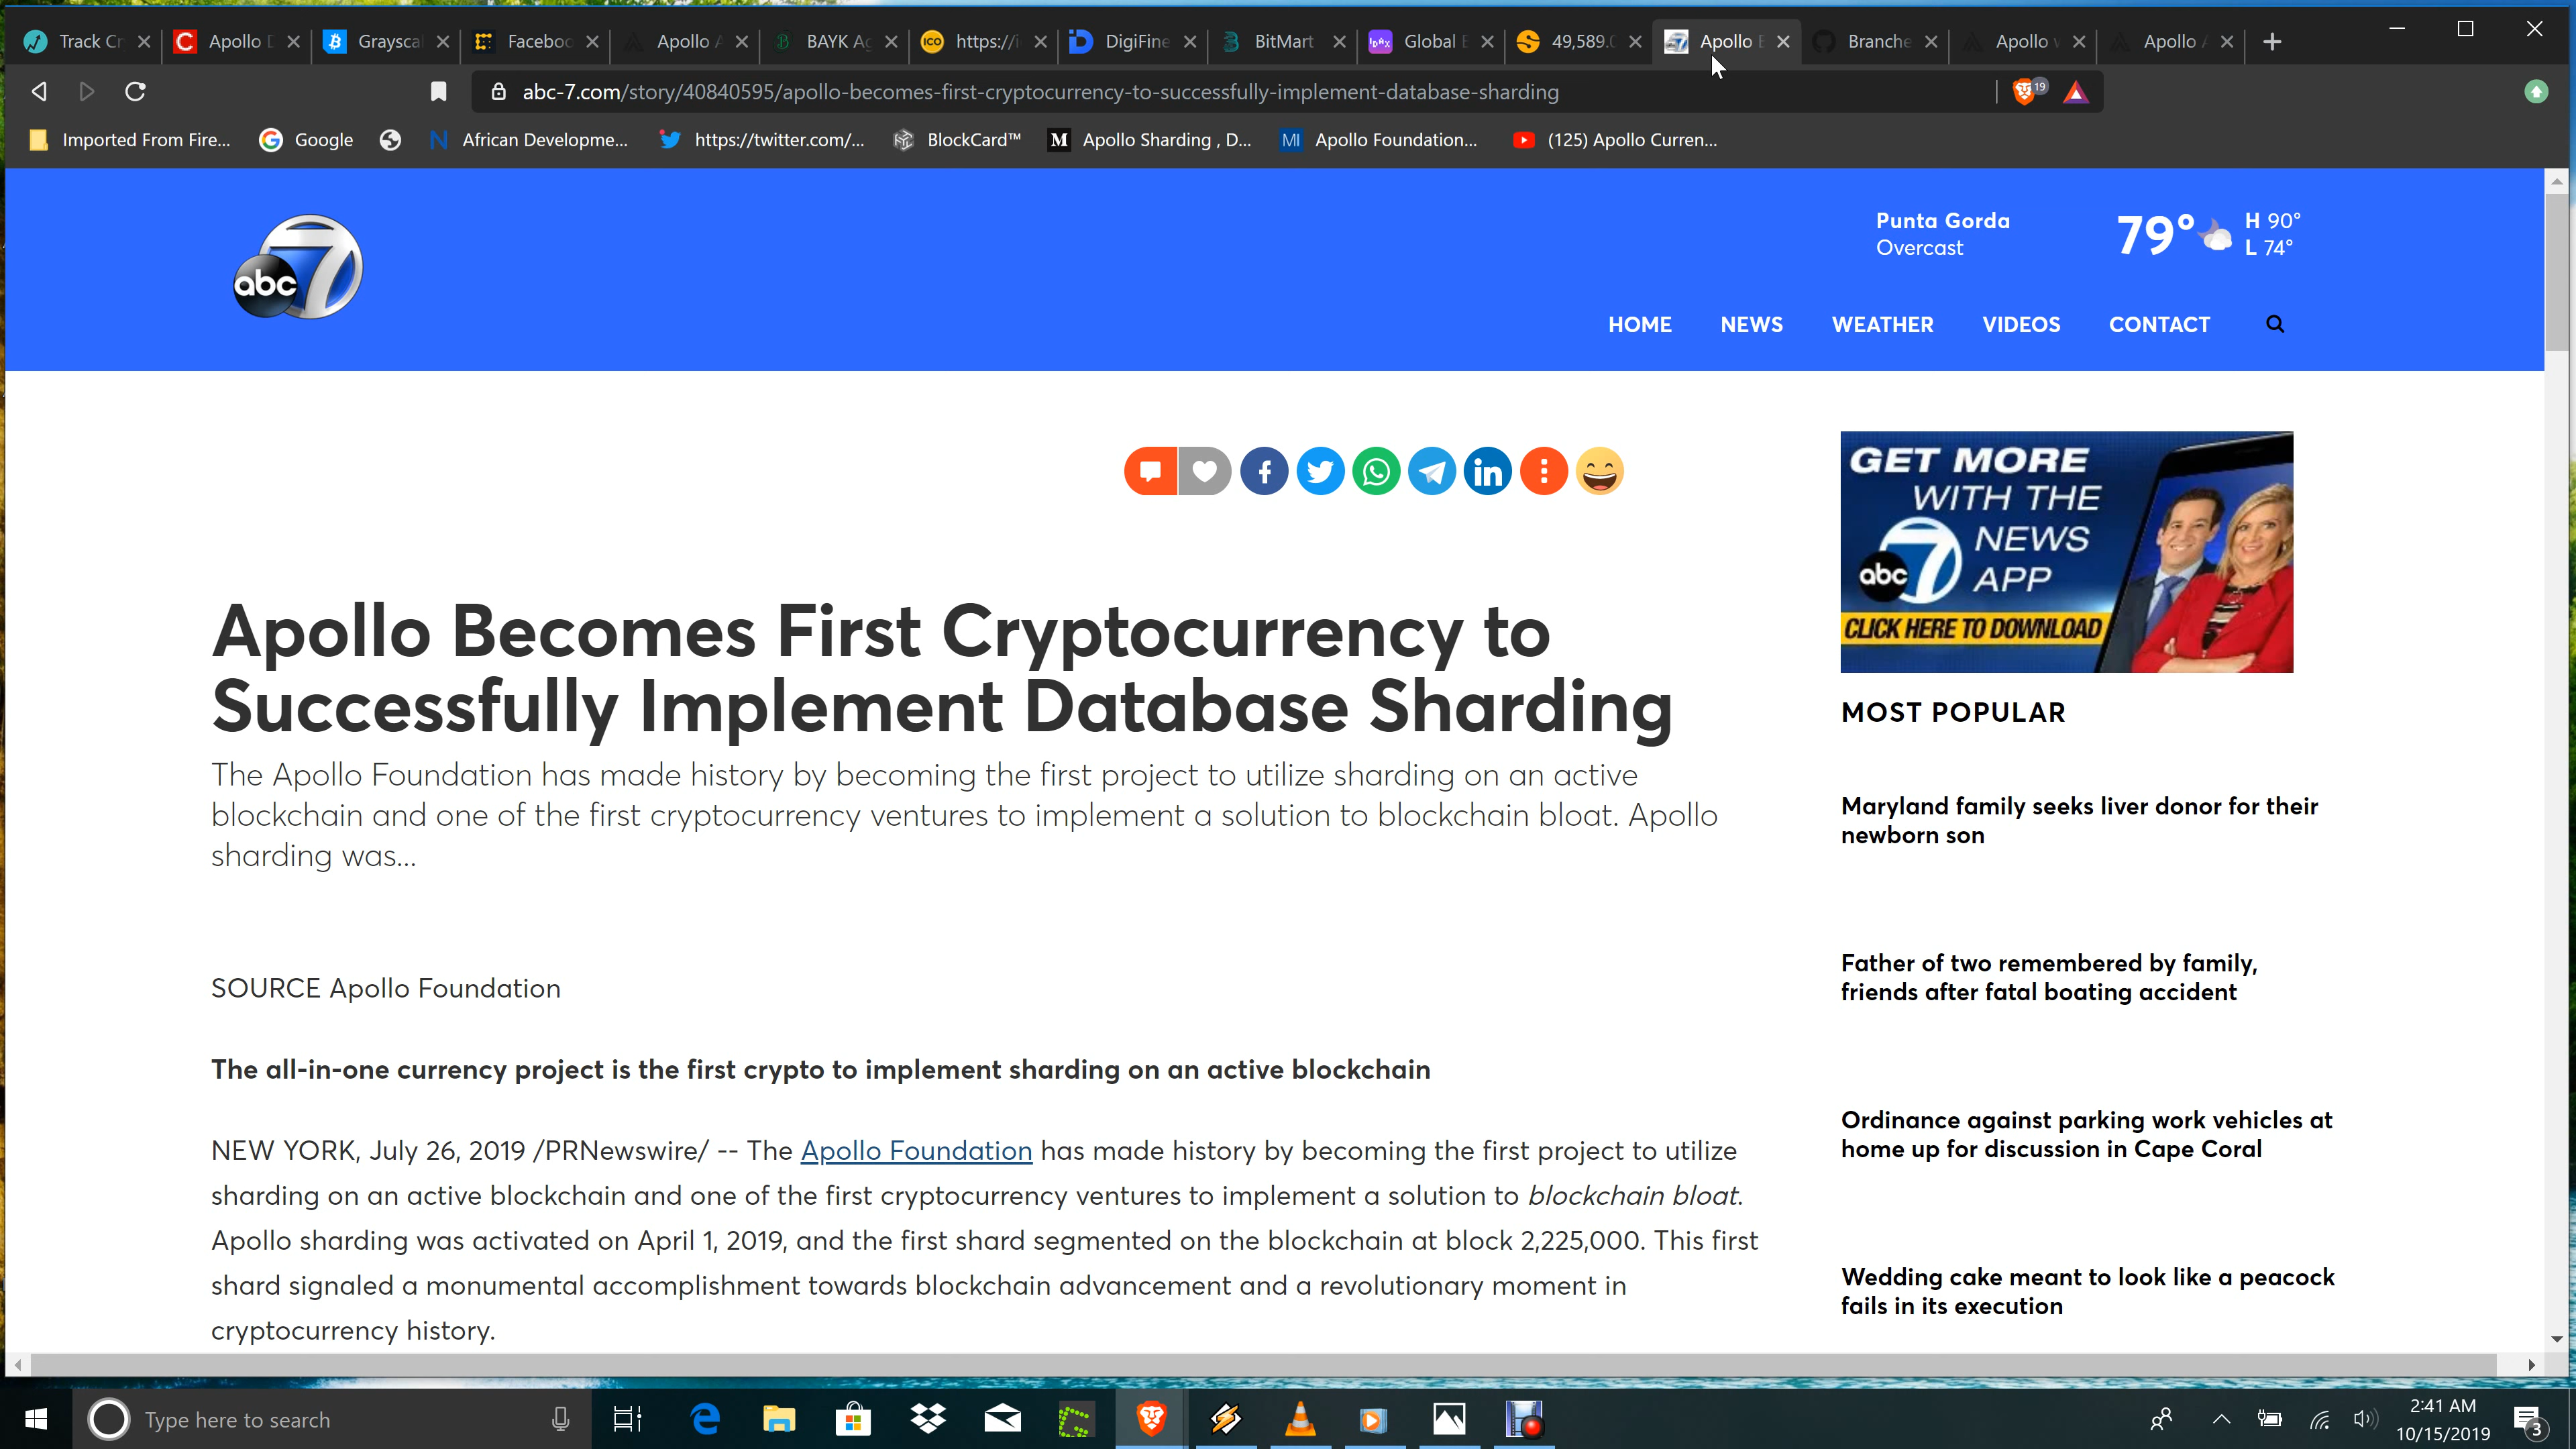 Track Cr
Apollo D
Grayscal
Faceboo
Apollo A
BAYK Ag
https://i
DigiFine
BitMart
Global E
49,589.0
Apollo B
Branche
Apollo v
Apollo A
abc-7.com/story/40840595/apollo-becomes-first-cryptocurrency-to-successfully-implement-database-sharding
19
Imported From Fire...
Google
African Developme...
https://twitter.com/...
BlockCard™
Apollo Sharding , D...
Apollo Foundation...
(125) Apollo Curren...
abc 7
Punta Gorda
Overcast
79°
H 90°
L 74°
HOME NEWS WEATHER VIDEOS CONTACT
GET MORE
WITH THE
abc 7 NEWS
APP
CLICK HERE TO DOWNLOAD
Apollo Becomes First Cryptocurrency to
Successfully Implement Database Sharding
The Apollo Foundation has made history by becoming the first project to utilize sharding on an active
blockchain and one of the first cryptocurrency ventures to implement a solution to blockchain bloat. Apollo
sharding was...
SOURCE Apollo Foundation
The all-in-one currency project is the first crypto to implement sharding on an active blockchain
NEW YORK, July 26, 2019 /PRNewswire/ -- The Apollo Foundation has made history by becoming the first project to utilize
sharding on an active blockchain and one of the first cryptocurrency ventures to implement a solution to blockchain bloat.
Apollo sharding was activated on April 1, 2019, and the first shard segmented on the blockchain at block 2,225,000. This first
shard signaled a monumental accomplishment towards blockchain advancement and a revolutionary moment in
cryptocurrency history.
MOST POPULAR
Maryland family seeks liver donor for their
newborn son
Father of two remembered by family,
friends after fatal boating accident
Ordinance against parking work vehicles at
home up for discussion in Cape Coral
Wedding cake meant to look like a peacock
fails in its execution
Type here to search
2:41 AM
10/15/2019
3